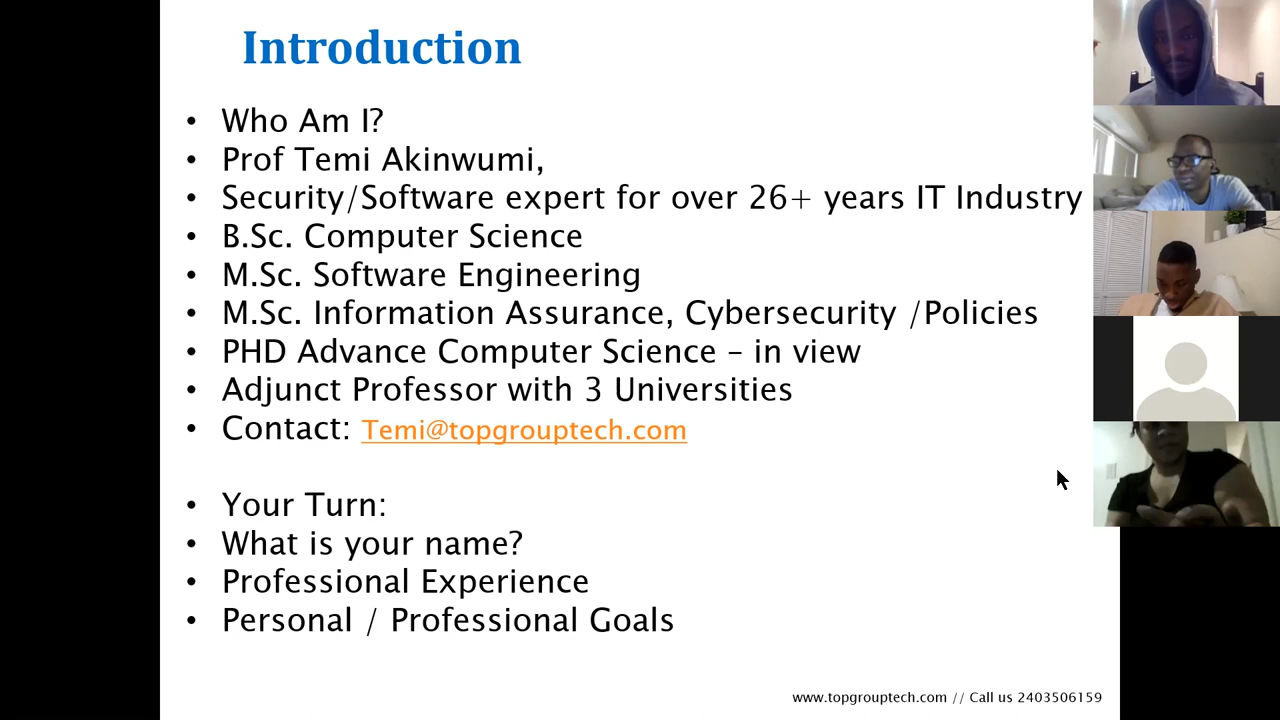 Introduction
• Who Am I?
• Prof Temi Akinwumi,
• Security/Software expert for over 26+ years IT Industry
• B.Sc. Computer Science
• M.Sc. Software Engineering
• M.Sc. Information Assurance, Cybersecurity /Policies
• PHD Advance Computer Science – in view
• Adjunct Professor with 3 Universities
• Contact: Temi@topgrouptech.com
• Your Turn:
• What is your name?
• Professional Experience
• Personal / Professional Goals
www.topgrouptech.com // Call us 2403506159